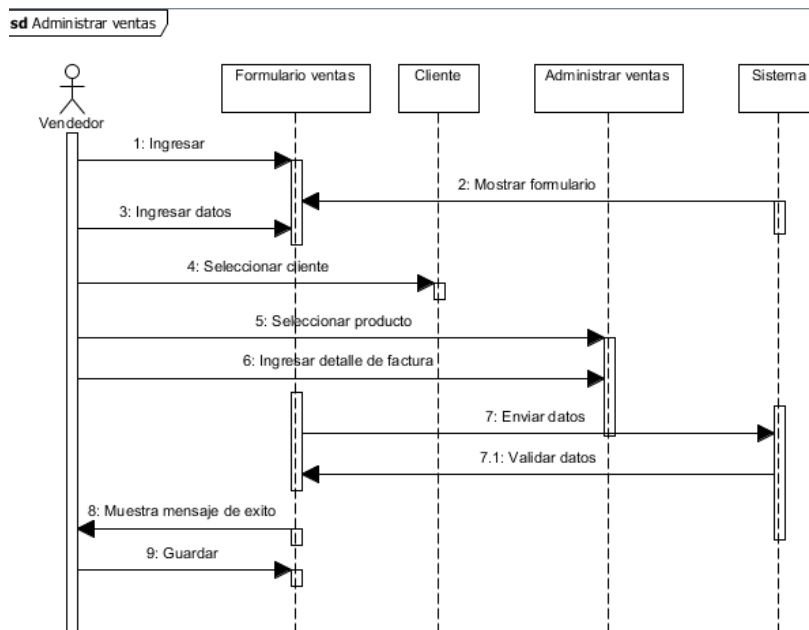 sd Administrar ventas
Formulario ventas
Cliente
Administrar ventas
Sistema
Vendedor
1: Ingresar
2: Mostrar formulario
3: Ingresar datos
4: Seleccionar cliente
5: Seleccionar producto
6: Ingresar detalle de factura
7: Enviar datos
7.1: Validar datos
8: Muestra mensaje de exito
9: Guardar